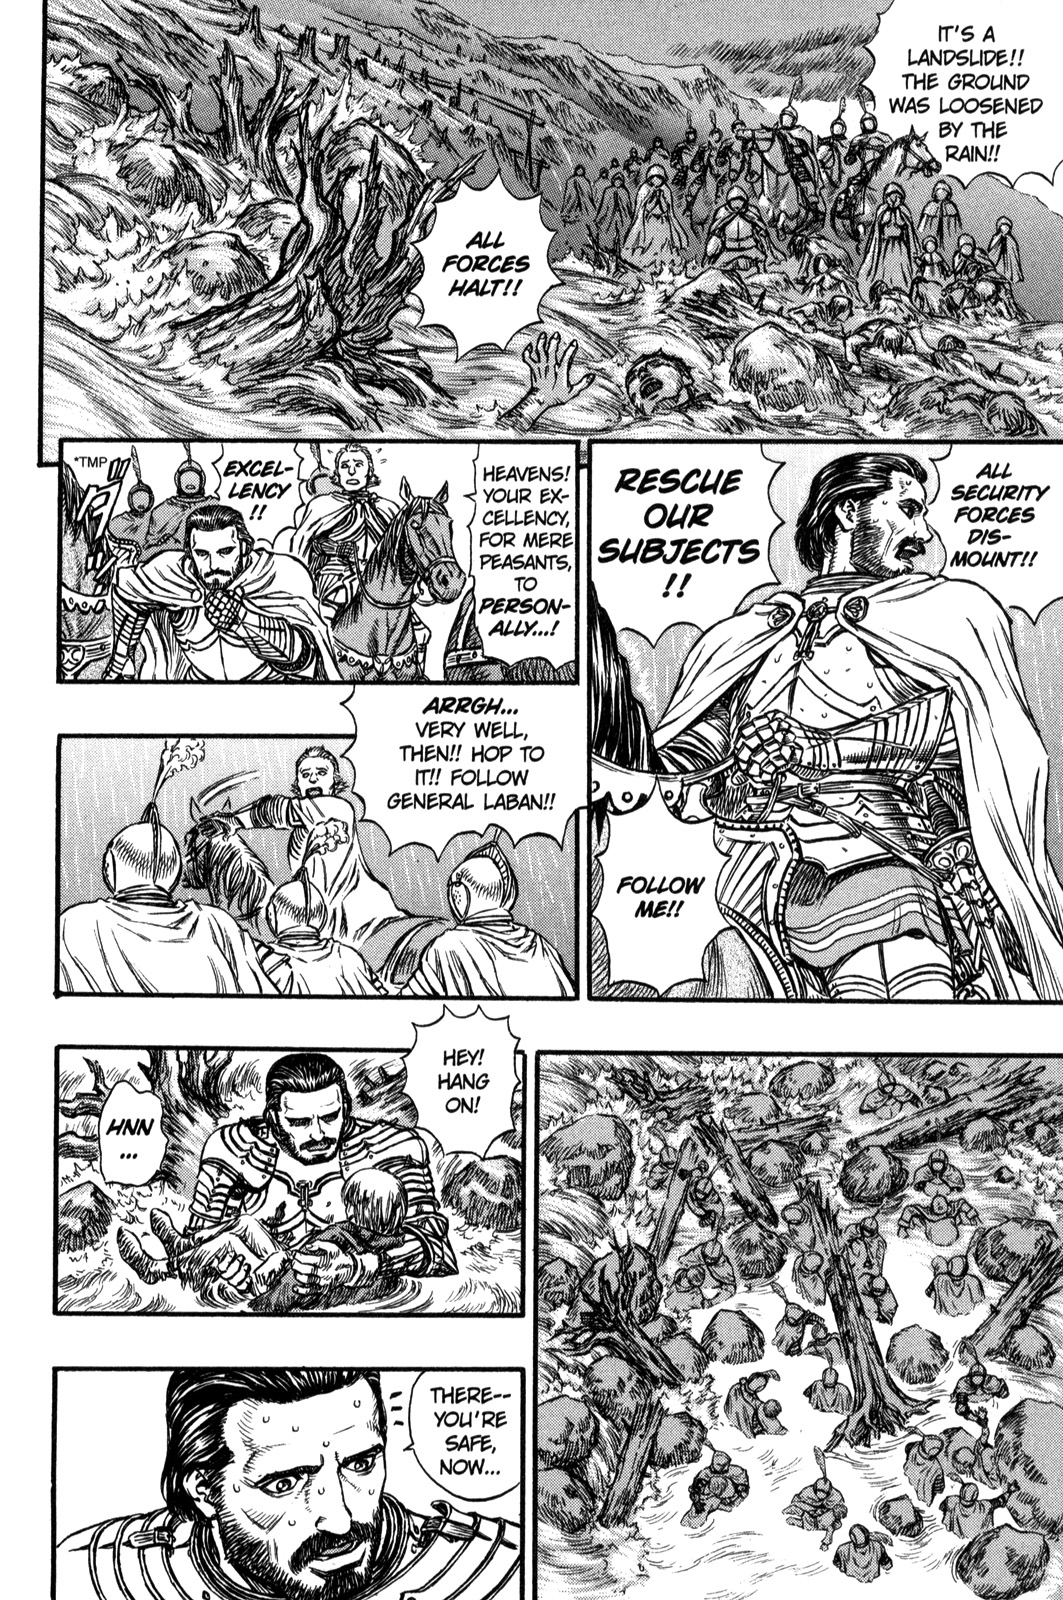 IT'S A
LANDSLIDE!!
THE GROUND
WAS LOOSENED
BY THE
RAIN!!
ALL
FORCES
HALT!!
ALL
SECURITY
FORCES
DIS-
MOUNT!!
RESCUE
OUR
SUBJECTS
!!
FOLLOW
ME!!
HEAVENS!
YOUR EX-
CELLENCY,
FOR MERE
PEASANTS,
TO
PERSON-
ALLY...!
EXCEL-
LENCY
!!
*TMP
ダッ
ARRGH...
VERY WELL,
THEN!! HOP TO
IT!! FOLLOW
GENERAL LABAN!!
HEY!
HANG
ON!
HNN
...
THERE--
YOU'RE
SAFE,
NOW...